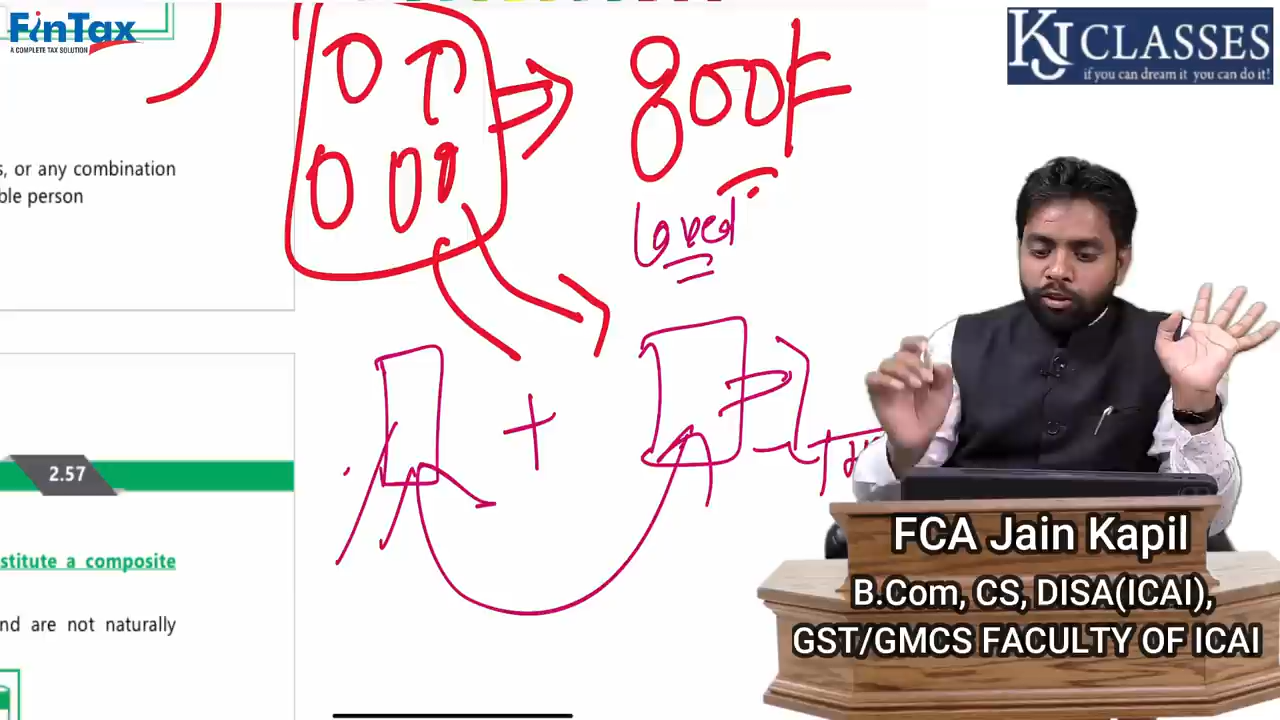 FinTax
A COMPLETE TAX SOLUTION
KJ CLASSES
if you can dream it you can do it!
800/-
s, or any combination
ble person
2.57
stitute a composite
nd are not naturally
FCA Jain Kapil
B.Com, CS, DISA(ICAI),
GST/GMCS FACULTY OF ICAI